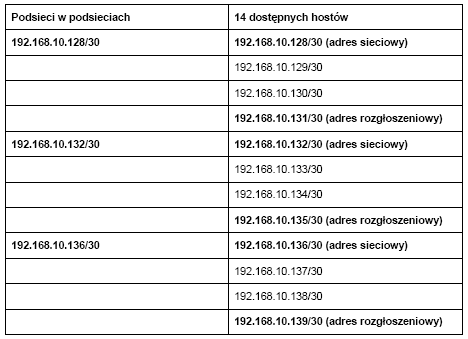 Podsieci w podsieciach 14 dostępnych hostów
192.168.10.128/30 192.168.10.128/30 (adres sieciowy)
192.168.10.129/30
192.168.10.130/30
192.168.10.131/30 (adres rozgłoszeniowy)
192.168.10.132/30 192.168.10.132/30 (adres sieciowy)
192.168.10.133/30
192.168.10.134/30
192.168.10.135/30 (adres rozgłoszeniowy)
192.168.10.136/30 192.168.10.136/30 (adres sieciowy)
192.168.10.137/30
192.168.10.138/30
192.168.10.139/30 (adres rozgłoszeniowy)